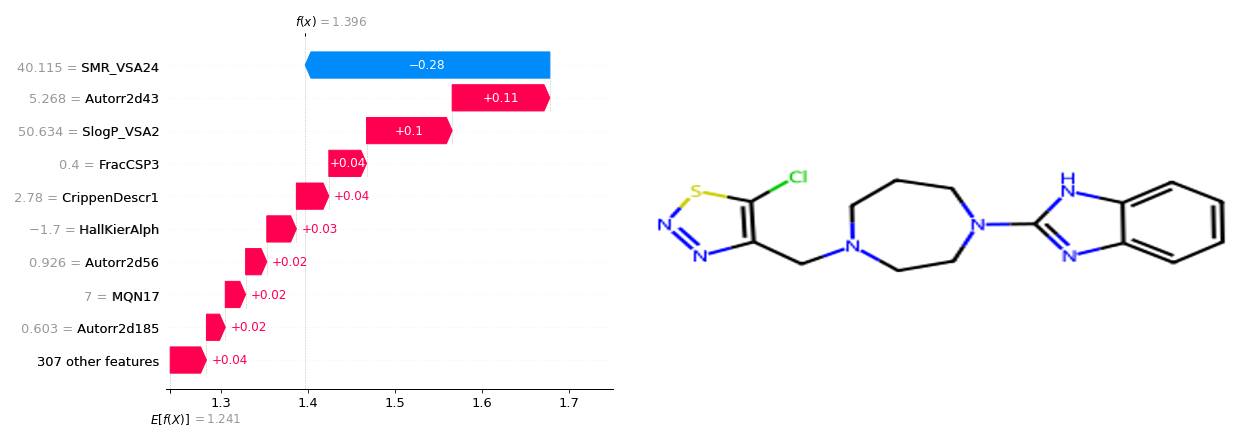 f(x) = 1.396
40.115 = SMR_VSA24
−0.28
5.268 = Autorr2d43
+0.11
50.634 = SlogP_VSA2
+0.1
0.4 = FracCSP3
+0.04
2.78 = CrippenDescr1
+0.04
−1.7 = HallKierAlph
+0.03
0.926 = Autorr2d56
+0.02
7 = MQN17
+0.02
0.603 = Autorr2d185
+0.02
307 other features
+0.04
1.3 1.4 1.5 1.6 1.7
E[f(X)] = 1.241
Cl
H
S
N
N
N
N
N
N
N